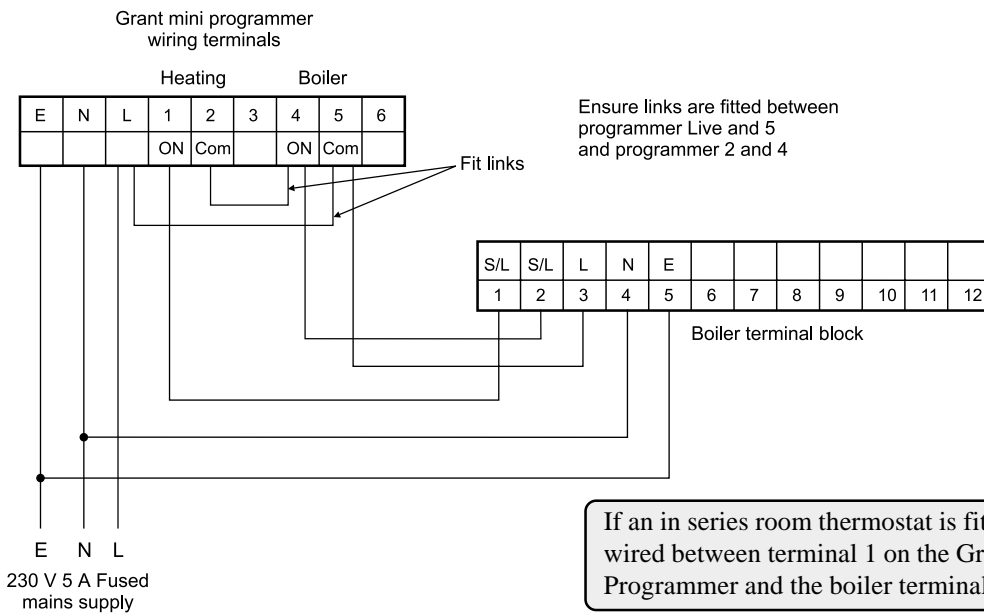 Grant mini programmer
wiring terminals
Heating Boiler
E N L 1 2 3 4 5 6
ON Com ON Com
Ensure links are fitted between
programmer Live and 5
and programmer 2 and 4
Fit links
S/L S/L L N E
1 2 3 4 5 6 7 8 9 10 11 12
Boiler terminal block
If an in series room thermostat is
wired between terminal 1 on the
Programmer and the boiler terminal
E N L
230 V 5 A Fused
mains supply